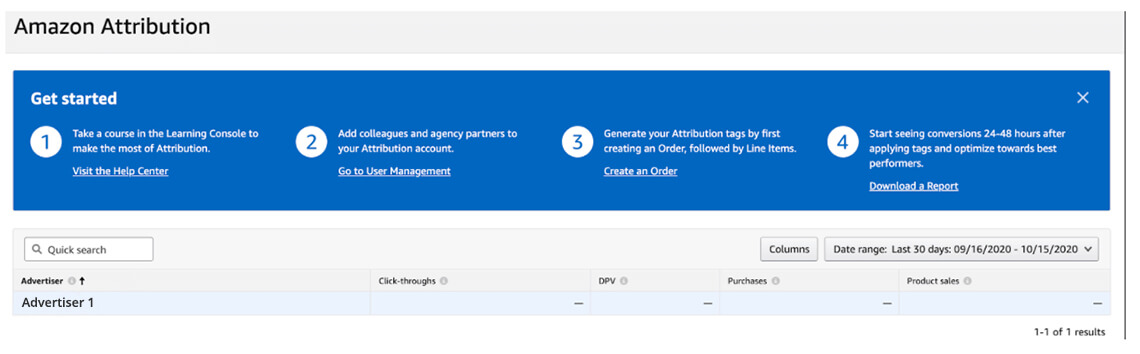 Amazon Attribution
Get started
1
Take a course in the Learning Console to
make the most of Attribution.
Visit the Help Center
2
Add colleagues and agency partners to
your Attribution account.
Go to User Management
3
Generate your Attribution tags by first
creating an Order, followed by Line Items.
Create an Order
4
Start seeing conversions 24-48 hours after
applying tags and optimize towards best
performers.
Download a Report
Quick search
Columns
Date range: Last 30 days: 09/16/2020 - 10/15/2020
Advertiser Click-throughs DPV Purchases Product sales
Advertiser 1 — — — —
1-1 of 1 results